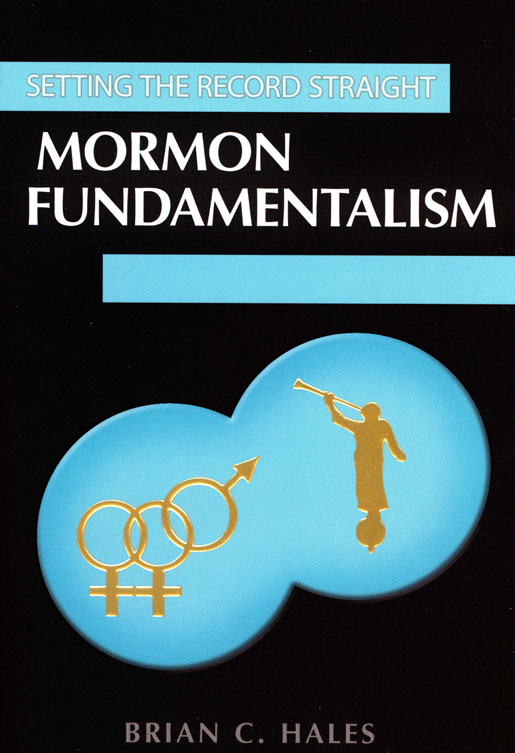 SETTING THE RECORD STRAIGHT
MORMON
FUNDAMENTALISM
BRIAN C. HALES